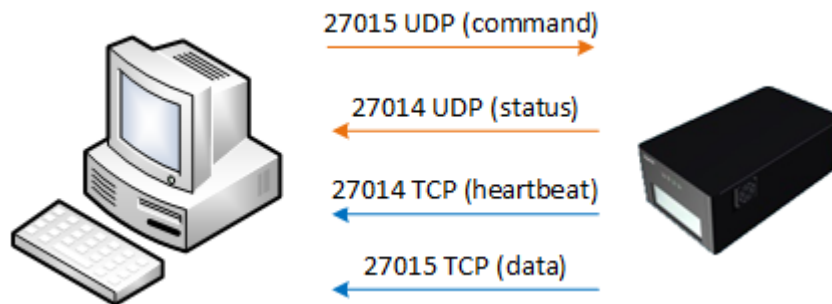 27015 UDP (command)
27014 UDP (status)
27014 TCP (heartbeat)
27015 TCP (data)